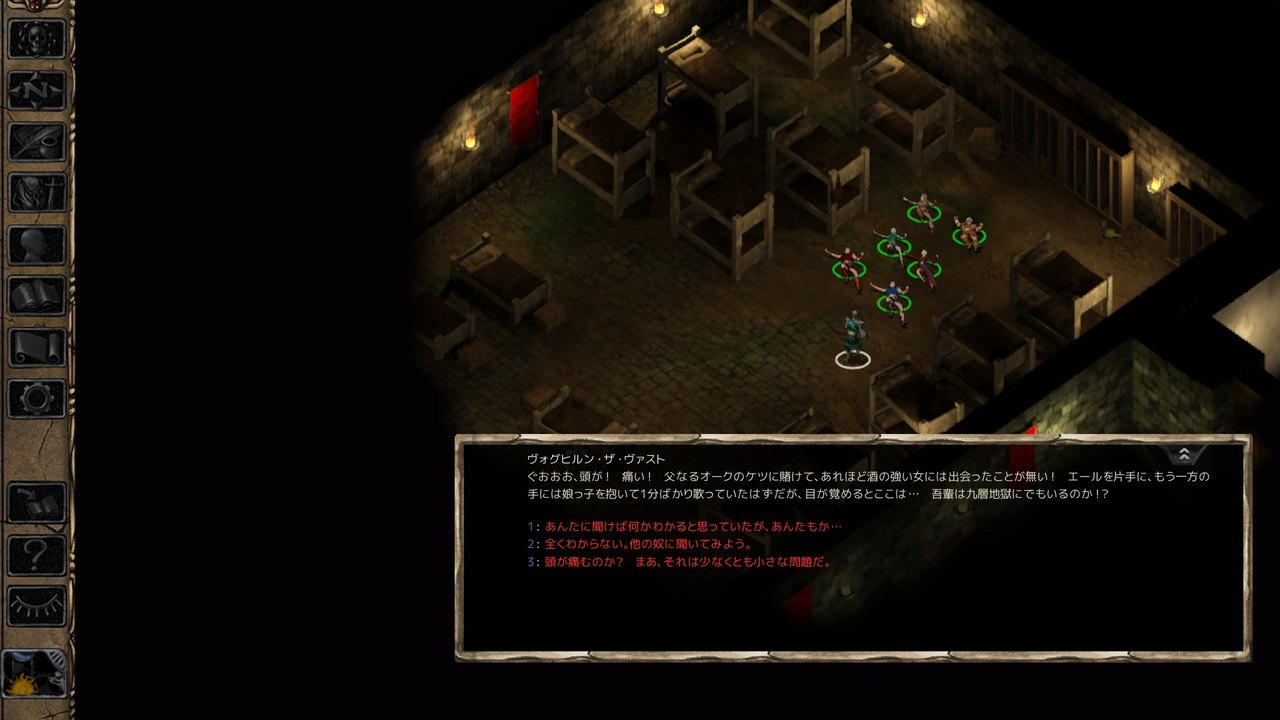 ヴォグヒルン・ザ・ヴァスト
ぐおおお、頭が！　痛い！　父なるオークのケツに賭けて、あれほど酒の強い女には出会ったことが無い！　エールを片手に、もう一方の
手には娘っ子を抱いて1分ばかり歌っていたはずだが、目が覚めるとここは…　吾輩は九層地獄にでもいるのか！？
1: あんたに聞けば何かわかると思っていたが、あんたもか…
2: 全くわからない。他の奴に聞いてみよう。
3: 頭が痛むのか？　まあ、それは少なくとも小さな問題だ。